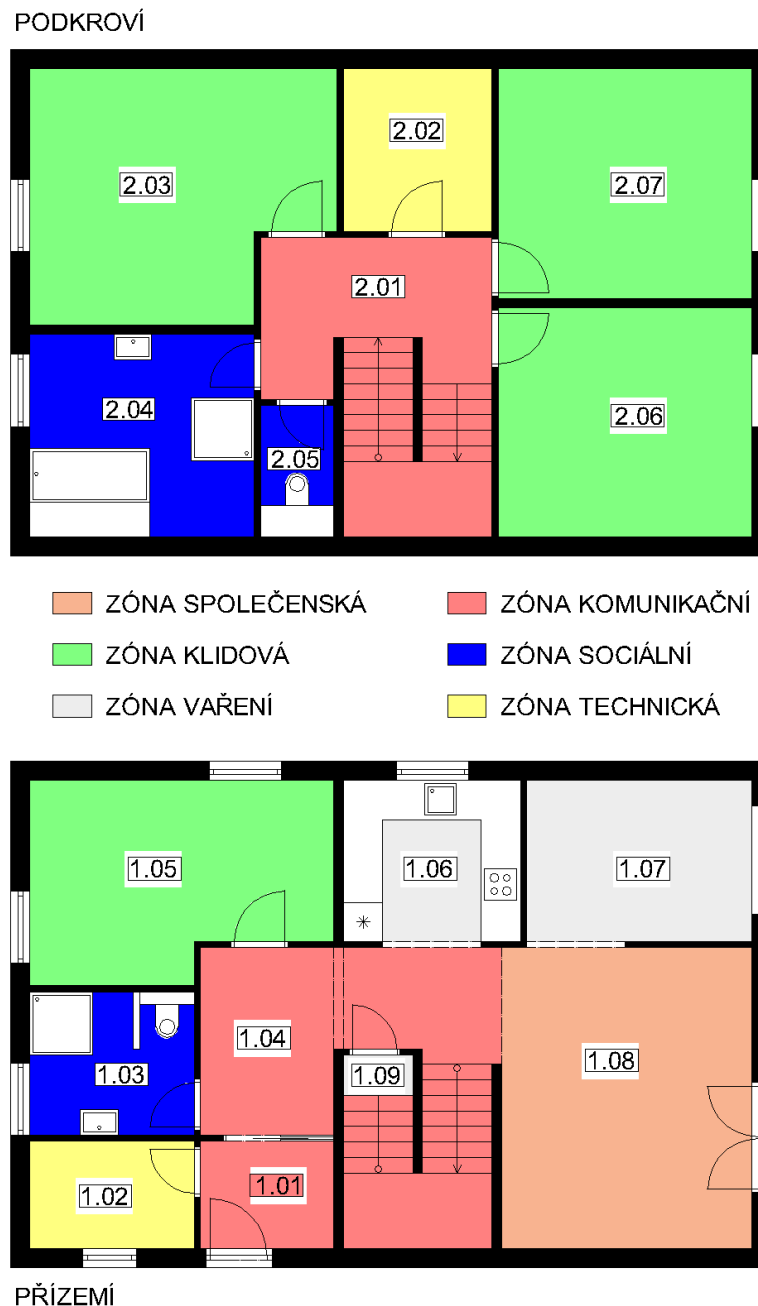 PODKROVÍ
2.02
2.03
2.07
2.01
2.04
2.06
2.05
ZÓNA SPOLEČENSKÁ
ZÓNA KOMUNIKAČNÍ
ZÓNA KLIDOVÁ
ZÓNA SOCIÁLNÍ
ZÓNA VAŘENÍ
ZÓNA TECHNICKÁ
1.05
1.06
1.07
1.04
1.08
1.03
1.09
1.01
1.02
PŘÍZEMÍ